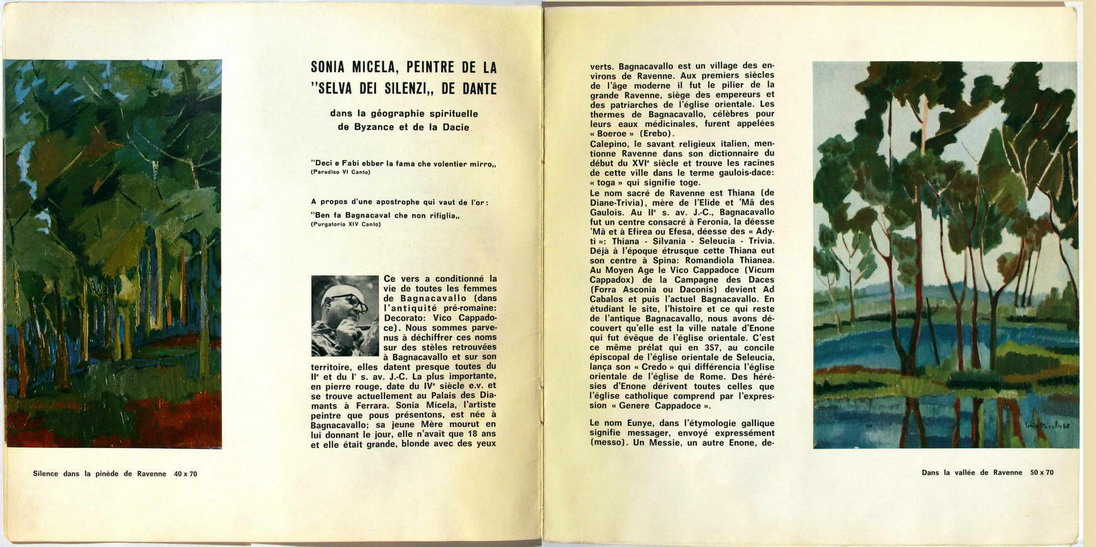 SONIA MICELA, PEINTRE DE LA
"SELVA DEI SILENZI„ DE DANTE
dans la géographie spirituelle
de Byzance et de la Dacie
"Deci e Fabi ebber la fama che volentier mirro„
(Paradiso VI Canto)
A propos d'une apostrophe qui vaut de l'or:
"Ben fa Bagnacaval che non rifiglia„
(Purgatorio XIV Canto)
Ce vers a conditionné la
vie de toutes les femmes
de Bagnacavallo (dans
l'antiquité pré-romaine:
Decorato: Vico Cappado-
ce). Nous sommes parve-
nus à déchiffrer ces noms
sur des stèles retrouvées
à Bagnacavallo et sur son
territoire, elles datent presque toutes du
IIe et du Ie s. av. J.-C. La plus importante,
en pierre rouge, date du IVe siècle e.v. et
se trouve actuellement au Palais des Dia-
mants à Ferrara. Sonia Micela, l'artiste
peintre que pous présentons, est née à
Bagnacavallo; sa jeune Mère mourut en
lui donnant le jour, elle n'avait que 18 ans
et elle était grande, blonde avec des yeux
Silence dans la pinède de Ravenne 40 x 70
verts. Bagnacavallo est un village des en-
virons de Ravenne. Aux premiers siècles
de l'âge moderne il fut le pilier de la
grande Ravenne, siège des empereurs et
des patriarches de l'église orientale. Les
thermes de Bagnacavallo, célèbres pour
leurs eaux médicinales, furent appelées
« Boeroe » (Erebo).
Calepino, le savant religieux italien, men-
tionne Ravenne dans son dictionnaire du
début du XVIe siècle et trouve les racines
de cette ville dans le terme gaulois-dace:
« toga » qui signifie toge.
Le nom sacré de Ravenne est Thiana (de
Diane-Trivia), mère de l'Elide et 'Mâ des
Gaulois. Au IIe s. av. J.-C., Bagnacavallo
fut un centre consacré à Feronia, la déesse
'Mâ et à Efirea ou Efesa, déesse des « Ady-
ti »: Thiana - Silvania - Seleucia - Trivia.
Déjà à l'époque étrusque cette Thiana eut
son centre à Spina: Romandiola Thianea.
Au Moyen Age le Vico Cappadoce (Vicum
Cappadox) de la Campagne des Daces
(Forra Asconia ou Daconis) devient Ad
Cabalos et puis l'actuel Bagnacavallo. En
étudiant le site, l'histoire et ce qui reste
de l'antique Bagnacavallo, nous avons dé-
couvert qu'elle est la ville natale d'Enone
qui fut évêque de l'église orientale. C'est
ce même prélat qui en 357, au concile
épiscopal de l'église orientale de Seleucia,
lança son « Credo » qui différencia l'église
orientale de l'église de Rome. Des héré-
sies d'Enone dérivent toutes celles que
l'église catholique comprend par l'expres-
sion « Genere Cappadoce ».
Le nom Eunye, dans l'étymologie gallique
signifie messager, envoyé expressément
(messo). Un Messie, un autre Enone, de-
Dans la vallée de Ravenne 50 x 70